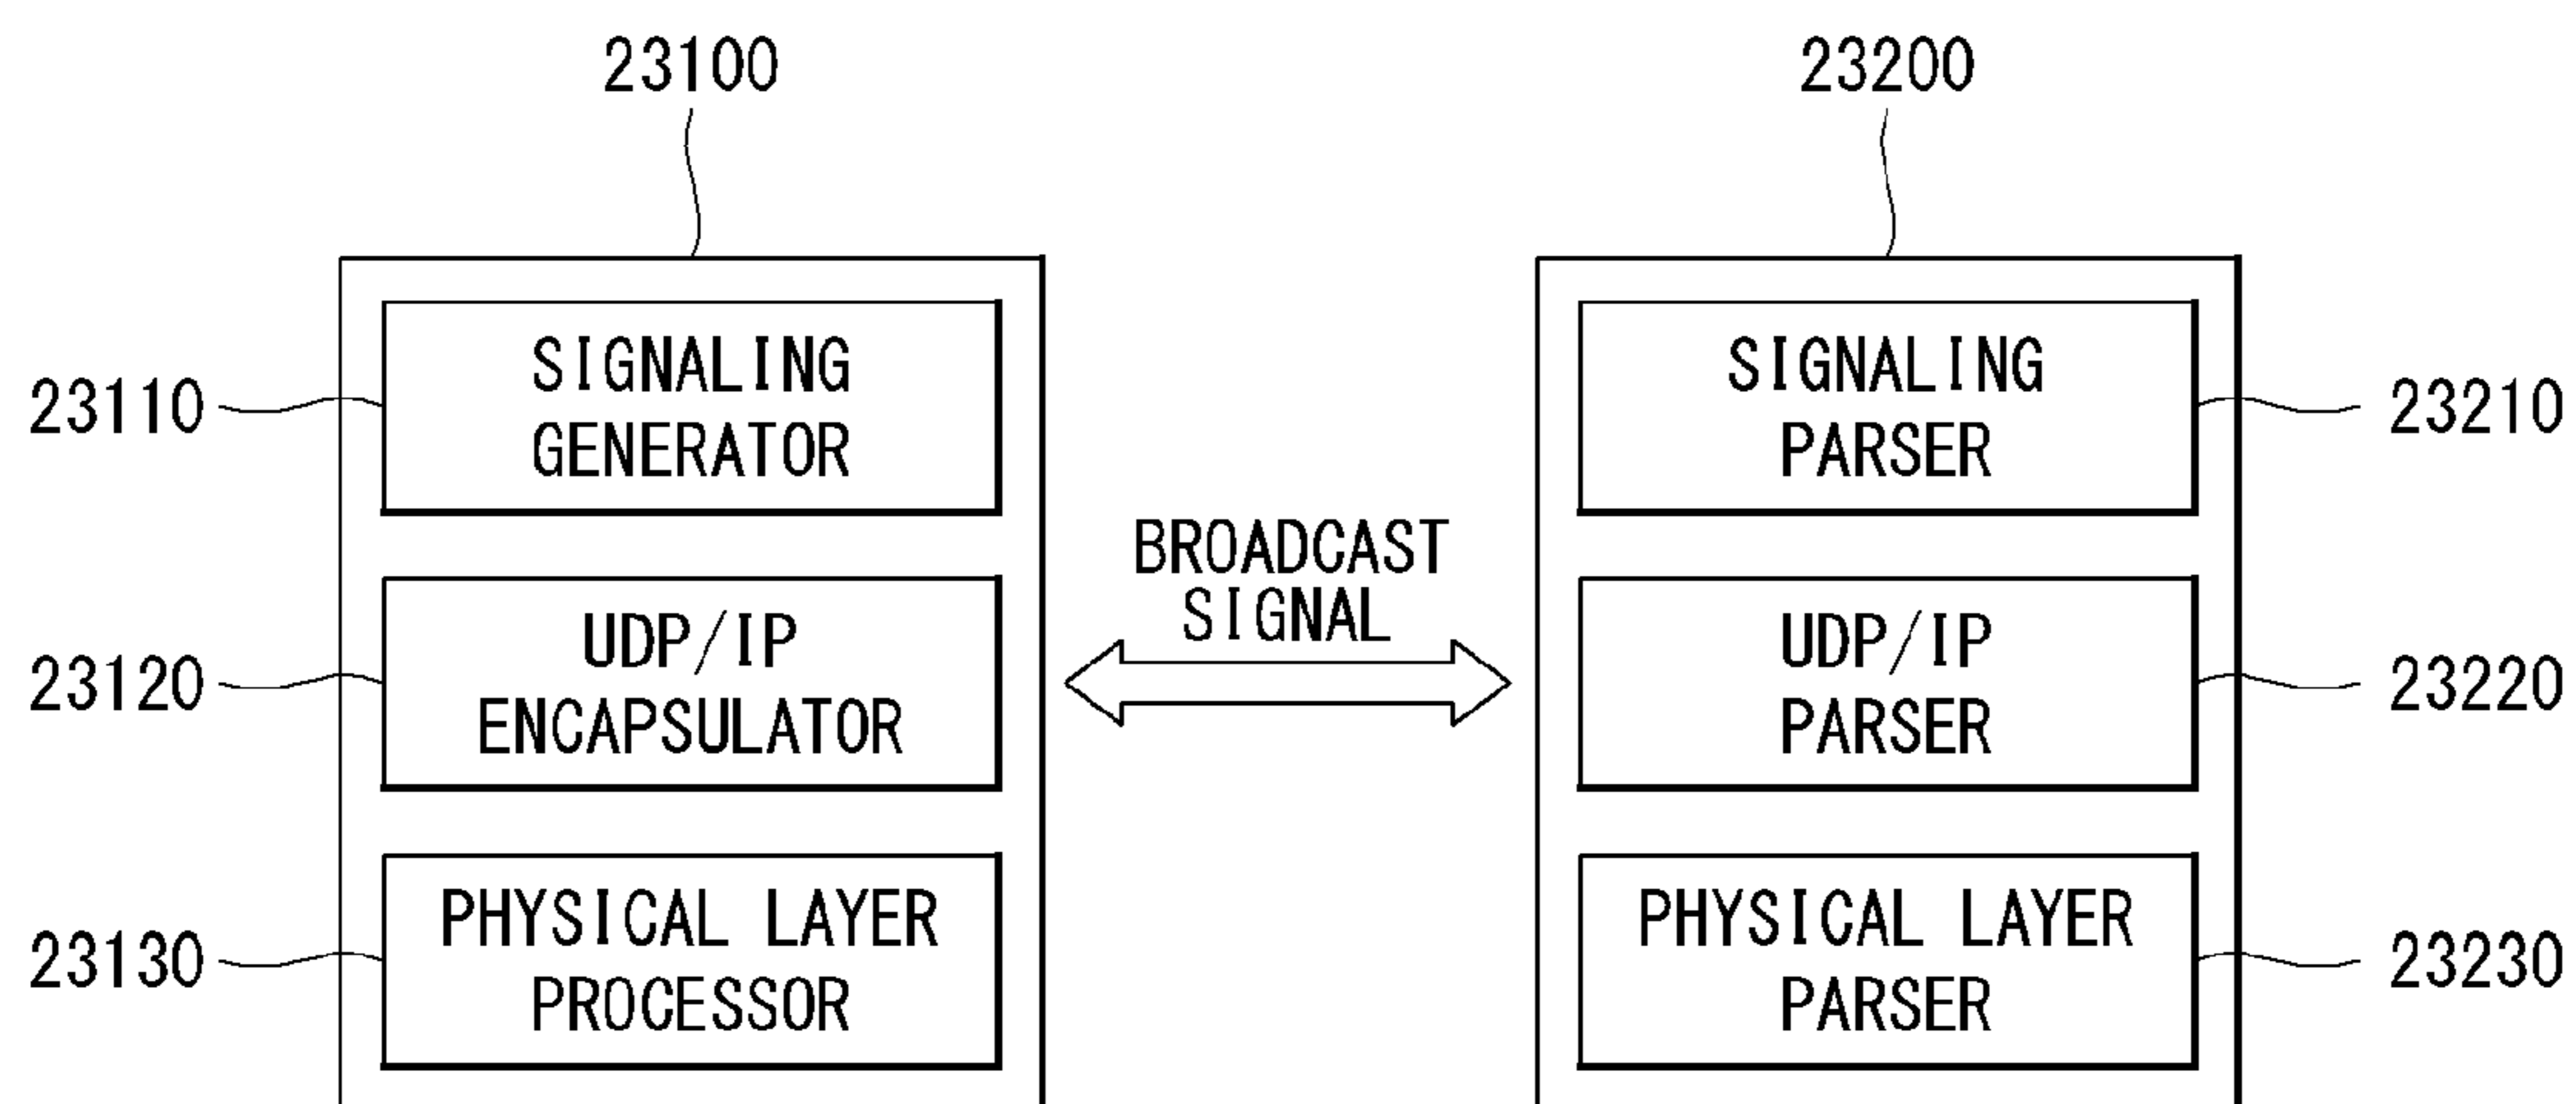 23100
23200
23110
SIGNALING
GENERATOR
SIGNALING
PARSER
23210
BROADCAST
SIGNAL
23120
UDP/IP
ENCAPSULATOR
UDP/IP
PARSER
23220
23130
PHYSICAL LAYER
PROCESSOR
PHYSICAL LAYER
PARSER
23230